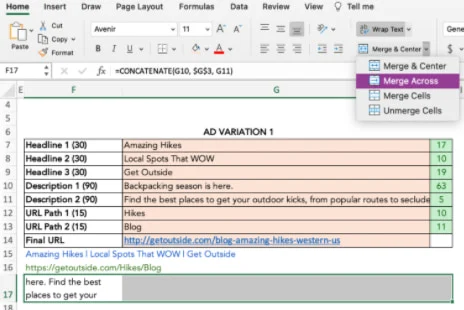 Home Insert Draw Page Layout Formulas Data Review View Tell me
Paste Cut Copy Format Avenir 11 A A Wrap Text Gene
B I U A Merge & Center $
F17 fx =CONCATENATE(G10, $G$3, G11)
Merge & Center
Merge Across
Merge Cells
Unmerge Cells
E F G
4
5
6 AD VARIATION 1
7 Headline 1 (30) Amazing Hikes 17
8 Headline 2 (30) Local Spots That WOW 10
9 Headline 3 (30) Get Outside 19
10 Description 1 (90) Backpacking season is here. 63
11 Description 2 (90) Find the best places to get your outdoor kicks, from popular routes to seclude 5
12 URL Path 1 (15) Hikes 10
13 URL Path 2 (15) Blog 11
14 Final URL http://getoutside.com/blog-amazing-hikes-western-us
15 Amazing Hikes | Local Spots That WOW | Get Outside
16 https://getoutside.com/Hikes/Blog
here. Find the best
17 places to get your
18